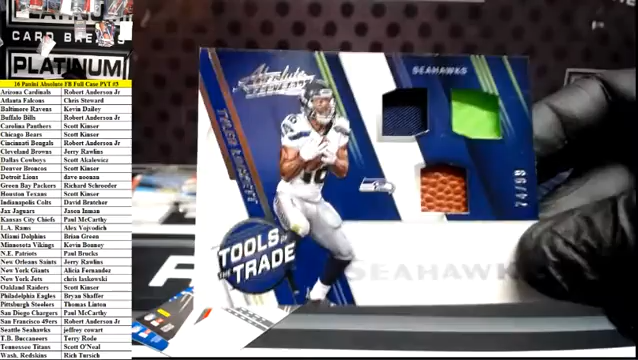 CARD BREAKS
PLATINUM
16 Panini Absolute FB Full Case PYT #3
Arizona Cardinals Robert Anderson Jr
Atlanta Falcons Chris Steward
Baltimore Ravens Kevin Dailey
Buffalo Bills Robert Anderson Jr
Carolina Panthers Scott Kinser
Chicago Bears Scott Kinser
Cincinnati Bengals Robert Anderson Jr
Cleveland Browns Jerry Rawlins
Dallas Cowboys Scott Akalewicz
Denver Broncos Scott Kinser
Detroit Lions dave noonan
Green Bay Packers Richard Schroeder
Houston Texans Scott Kinser
Indianapolis Colts David Bratcher
Jax Jaguars Jason Inman
Kansas City Chiefs Paul McCarthy
L.A. Rams Alex Vojvodich
Miami Dolphins Brian Green
Minnesota Vikings Kevin Bonney
N.E. Patriots Paul Brucks
New Orleans Saints Jerry Rawlins
New York Giants Alicia Fernandez
New York Jets chris laskowski
Oakland Raiders Scott Kinser
Philadelphia Eagles Bryan Shaffer
Pittsburgh Steelers Thomas Linton
San Diego Chargers Paul McCarthy
San Francisco 49ers Robert Anderson Jr
Seattle Seahawks jeffrey cowart
T.B. Buccaneers Terry Rode
Tennessee Titans Scott O'Neal
Wash. Redskins Rich Tursich
Absolute
SEAHAWKS
TYLER LOCKETT
TOOLS OF
THE TRADE
SEAHAWK